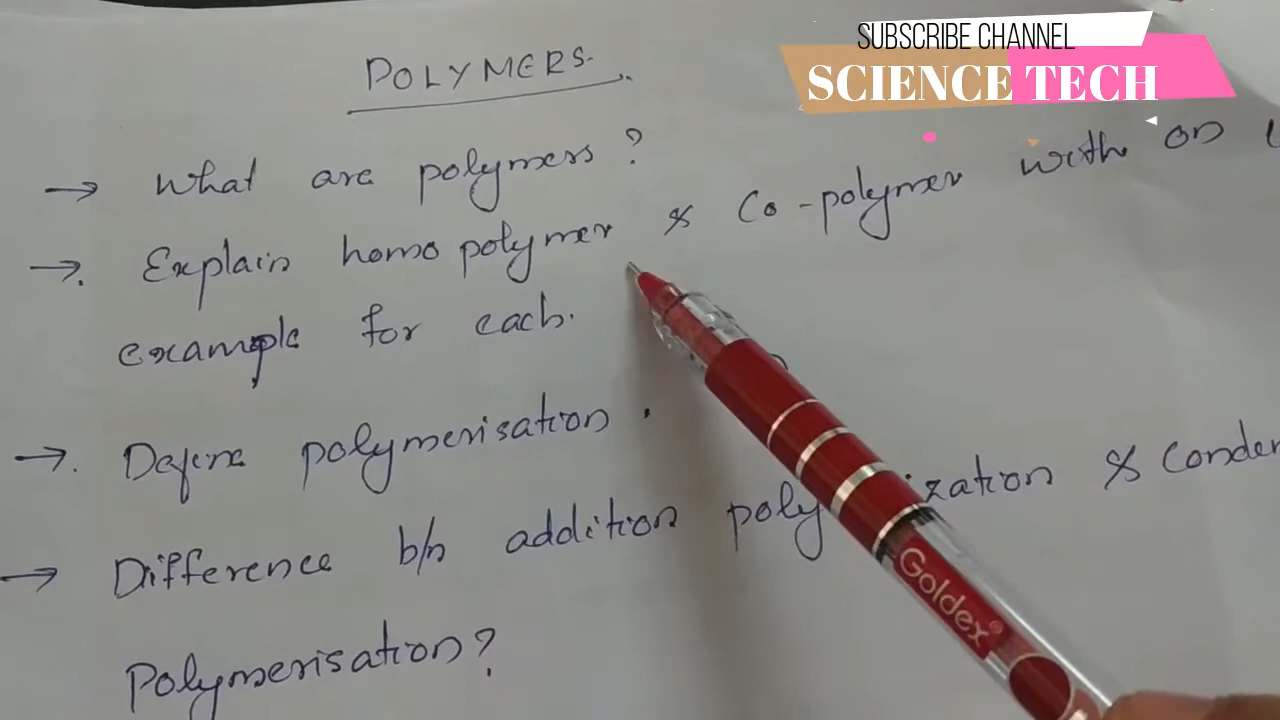 SUBSCRIBE CHANNEL
SCIENCE TECH
POLYMERS.
→ What are polymers?
→. Explain homo polymer & Co-polymer with on
example for each.
→. Define polymerisation.
→ Difference b/n addition poly zation & Conden
Polymerisation?
Goldex